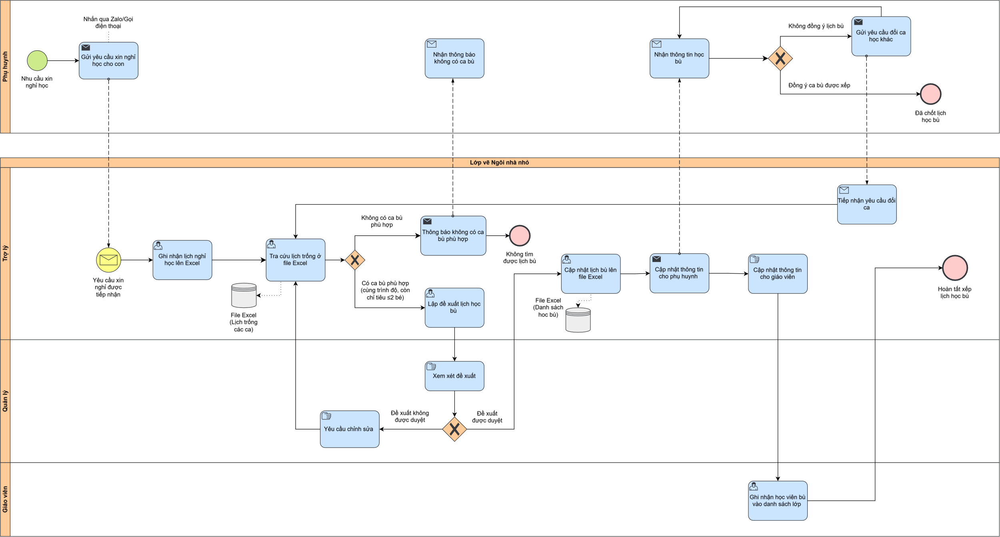 Phụ huynh
Nhắn qua Zalo/Gọi
điện thoại
Nhu cầu xin
nghỉ học
Gửi yêu cầu xin nghỉ
học cho con
Nhận thông báo
không có ca bù
Nhận thông tin học
bù
Không đồng ý lịch bù
Gửi yêu cầu đổi ca
học khác
Đồng ý ca bù được xếp
Đã chốt lịch
học bù
Lớp vẽ Ngôi nhà nhỏ
Trợ lý
Yêu cầu xin
nghỉ được
tiếp nhận
Ghi nhận lịch nghỉ
học lên Excel
Tra cứu lịch trống ở
file Excel
File Excel
(Lịch trống
các ca)
Không có ca bù
phù hợp
Thông báo không có ca
bù phù hợp
Không tìm
được lịch bù
Có ca bù phù hợp
(cùng trình độ, còn
chỉ tiêu ≤2 bé)
Lập đề xuất lịch học
bù
Cập nhật lịch bù lên
file Excel
File Excel
(Danh sách
hoc bù)
Cập nhật thông tin
cho phụ huynh
Cập nhật thông tin
cho giáo viên
Tiếp nhận yêu cầu đổi
ca
Hoàn tất xếp
lịch học bù
Quản lý
Xem xét đề xuất
Đề xuất không
được duyệt
Đề xuất
được duyệt
Yêu cầu chỉnh sửa
Giáo viên
Ghi nhận học viên bù
vào danh sách lớp